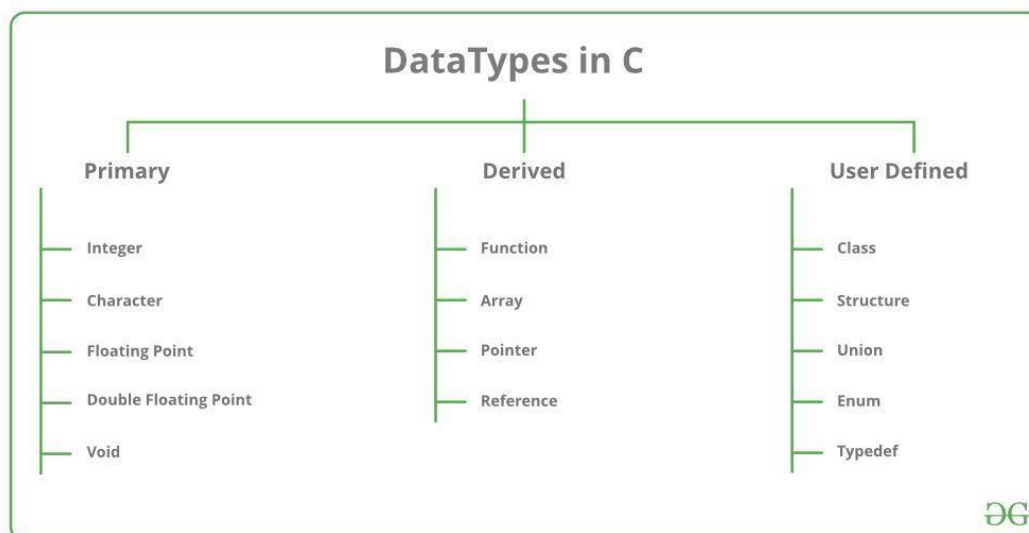 DataTypes in C
Primary
Integer
Character
Floating Point
Double Floating Point
Void
Derived
Function
Array
Pointer
Reference
User Defined
Class
Structure
Union
Enum
Typedef